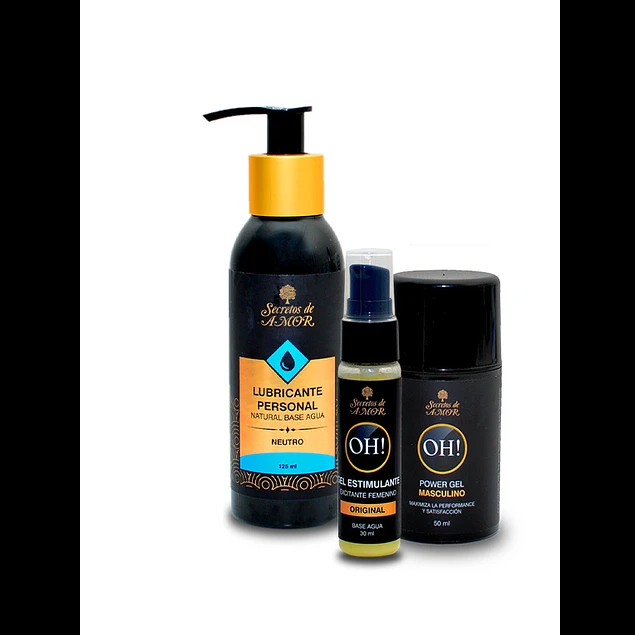 Secretos de
AMOR
LUBRICANTE
PERSONAL
NATURAL BASE AGUA
NEUTRO
125 ml
Secretos de
AMOR
OH!
GEL ESTIMULANTE
EXCITANTE FEMENINO
ORIGINAL
BASE AGUA
30 ml
Secretos de
AMOR
OH!
POWER GEL
MASCULINO
MAXIMIZA LA PERFORMANCE
Y SATISFACCIÓN
50 ml